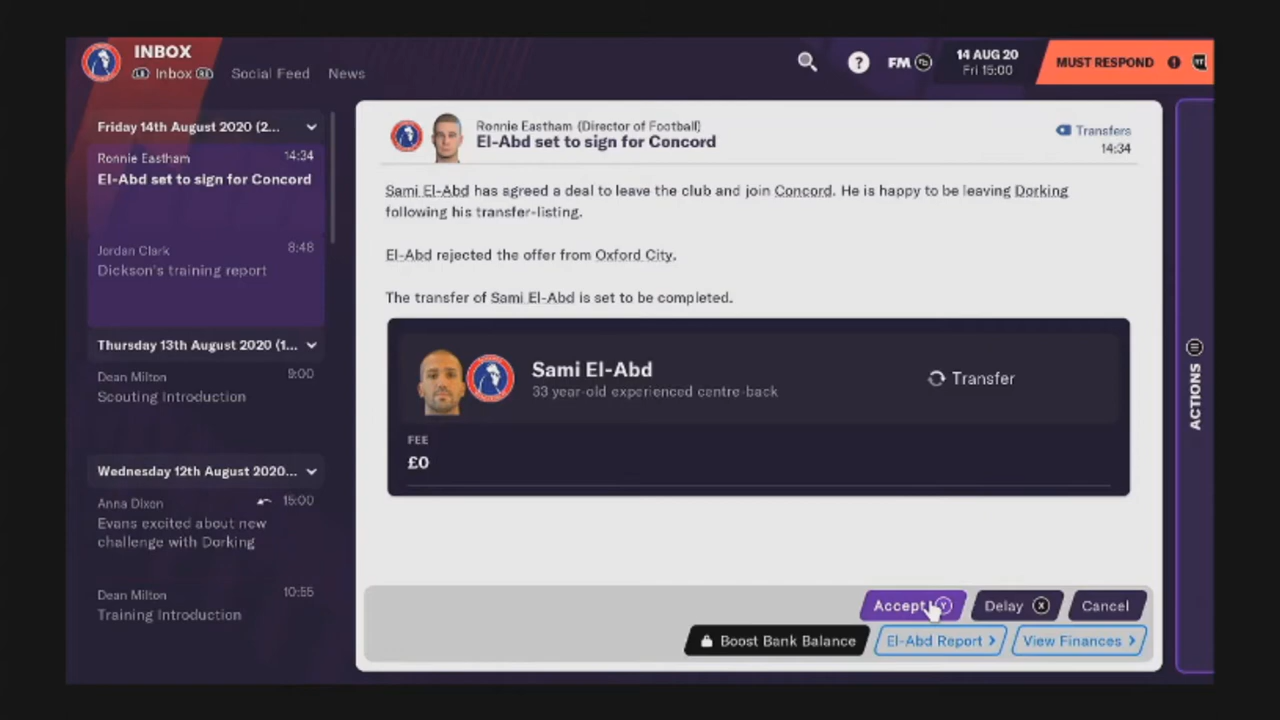 INBOX
LB Inbox RB Social Feed News
? FM 14 AUG 20
Fri 15:00
MUST RESPOND ! RT
Friday 14th August 2020 (2...
Ronnie Eastham 14:34
El-Abd set to sign for Concord
Jordan Clark 8:48
Dickson's training report
Thursday 13th August 2020 (1...
Dean Milton 9:00
Scouting Introduction
Wednesday 12th August 2020...
Anna Dixon 15:00
Evans excited about new
challenge with Dorking
Dean Milton 10:55
Training Introduction
Ronnie Eastham (Director of Football)
El-Abd set to sign for Concord
Transfers
14:34
Sami El-Abd has agreed a deal to leave the club and join Concord. He is happy to be leaving Dorking
following his transfer-listing.
El-Abd rejected the offer from Oxford City.
The transfer of Sami El-Abd is set to be completed.
Sami El-Abd
33 year-old experienced centre-back
Transfer
FEE
£0
Accept Y Delay X Cancel
Boost Bank Balance El-Abd Report > View Finances >
ACTIONS